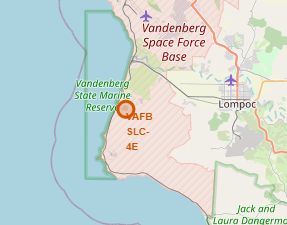 Vandenberg
Space Force
Base
Vandenberg
State Marine
Reserve
Lompoc
VAFB
SLC-
4E
Jack and
Laura Dangermo